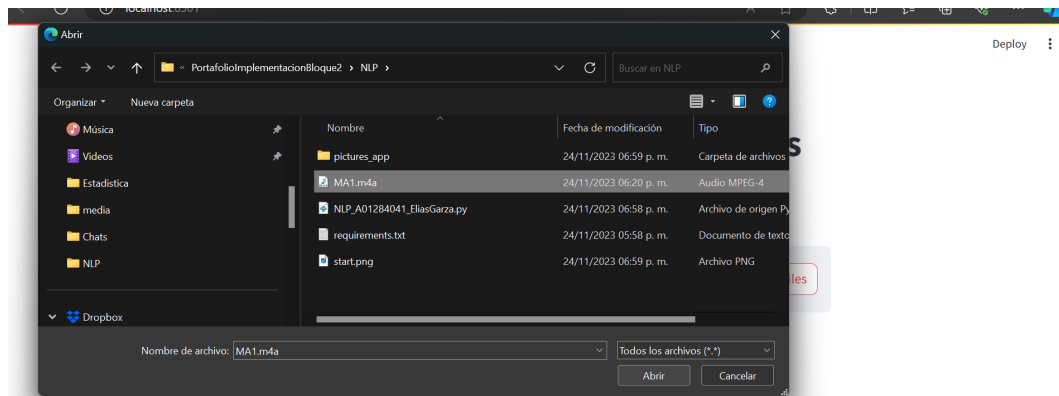 localhost:8501
Abrir
Deploy
« PortafolioImplementacionBloque2 › NLP ›
Buscar en NLP
Organizar
Nueva carpeta
Música
Nombre
Fecha de modificación
Tipo
s
Videos
pictures_app
24/11/2023 06:59 p. m.
Carpeta de archivos
Estadistica
MA1.m4a
24/11/2023 06:20 p. m.
Audio MPEG-4
media
NLP_A01284041_EliasGarza.py
24/11/2023 06:58 p. m.
Archivo de origen Py
Chats
requirements.txt
24/11/2023 05:58 p. m.
Documento de texto
NLP
start.png
24/11/2023 06:59 p. m.
Archivo PNG
iles
Dropbox
Nombre de archivo: MA1.m4a
Todos los archivos (*.*)
Abrir
Cancelar